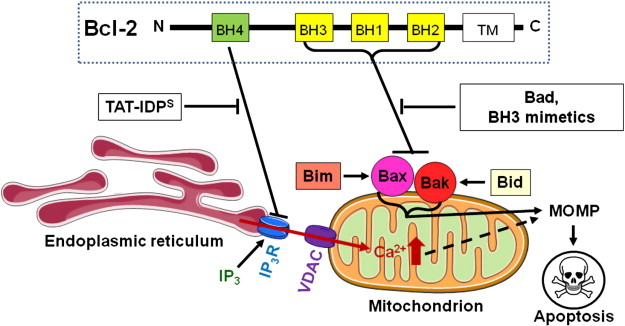 Bcl-2
N
BH4
BH3
BH1
BH2
TM
C
TAT-IDPˢ
Bad,
BH3 mimetics
Bim
Bax
Bak
Bid
Endoplasmic reticulum
IP₃
IP₃R
VDAC
Ca²⁺
MOMP
Mitochondrion
Apoptosis